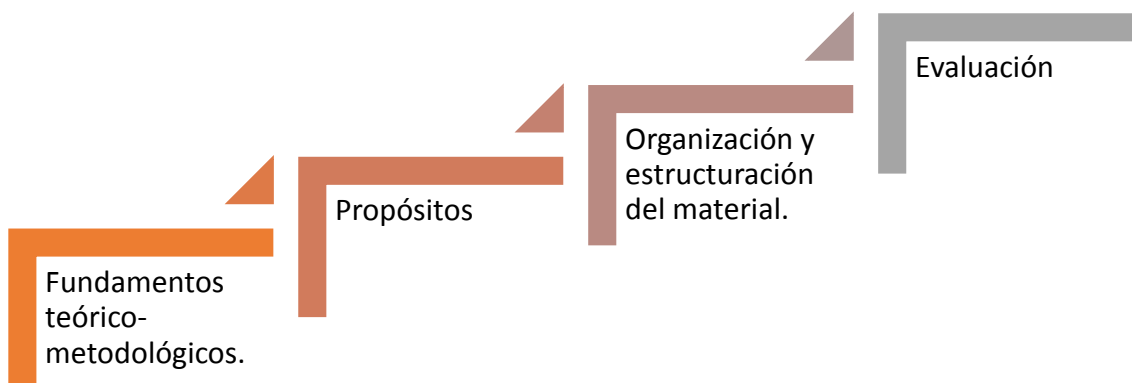 Fundamentos
teórico-
metodológicos.
Propósitos
Organización y
estructuración
del material.
Evaluación